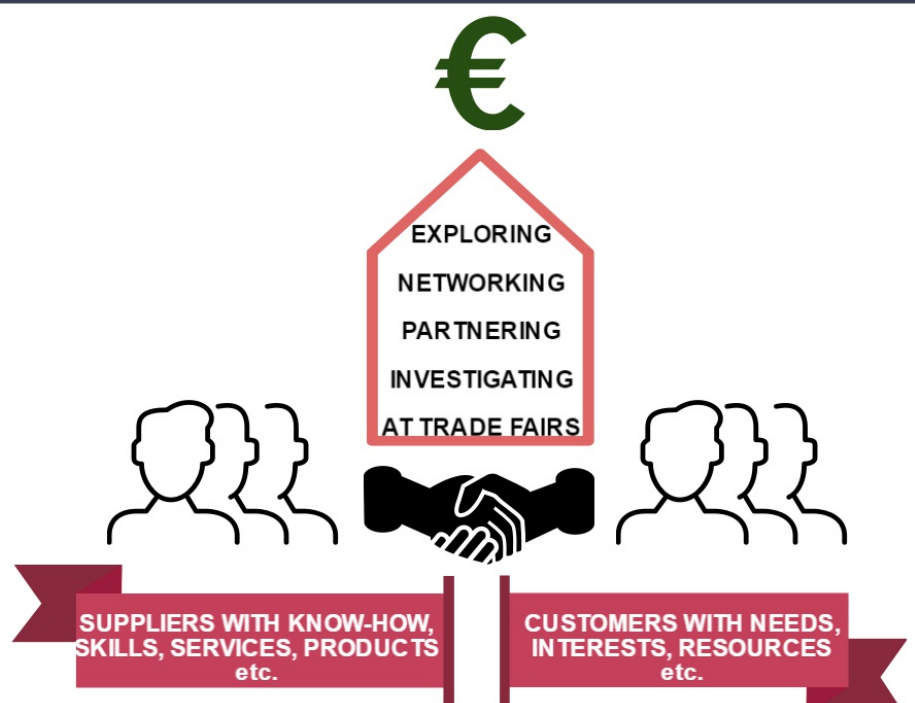 €
EXPLORING
NETWORKING
PARTNERING
INVESTIGATING
AT TRADE FAIRS
SUPPLIERS WITH KNOW-HOW,
SKILLS, SERVICES, PRODUCTS
etc.
CUSTOMERS WITH NEEDS,
INTERESTS, RESOURCES
etc.